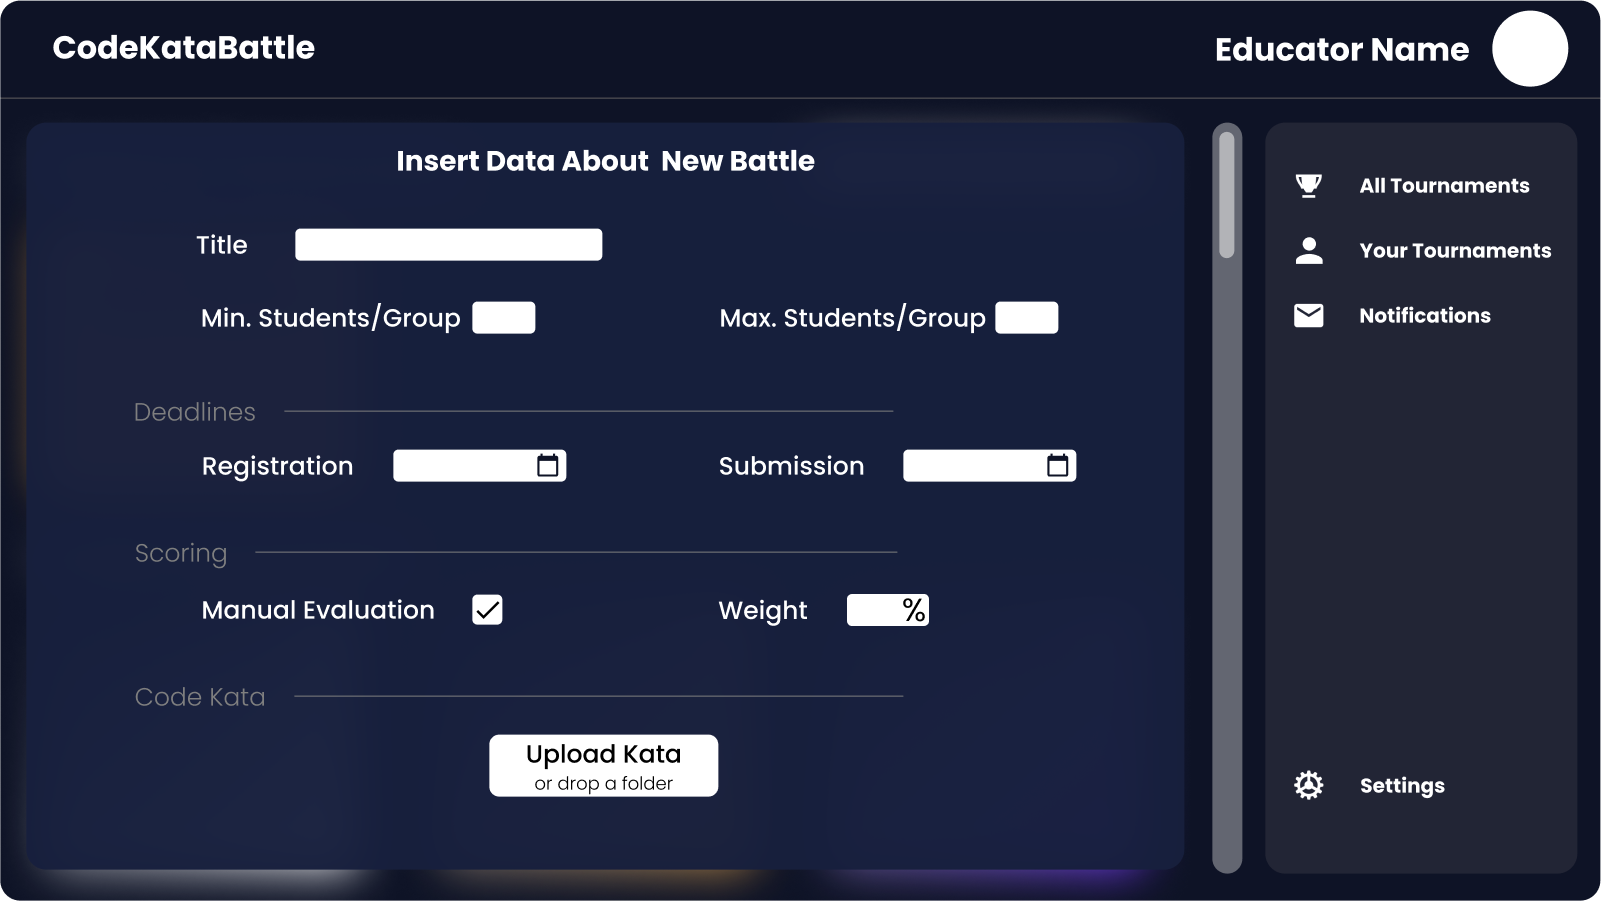 CodeKataBattle
Educator Name
Insert Data About New Battle
Title
Min. Students/Group
Max. Students/Group
Deadlines
Registration
Submission
Scoring
Manual Evaluation
Weight
%
Code Kata
Upload Kata
or drop a folder
All Tournaments
Your Tournaments
Notifications
Settings